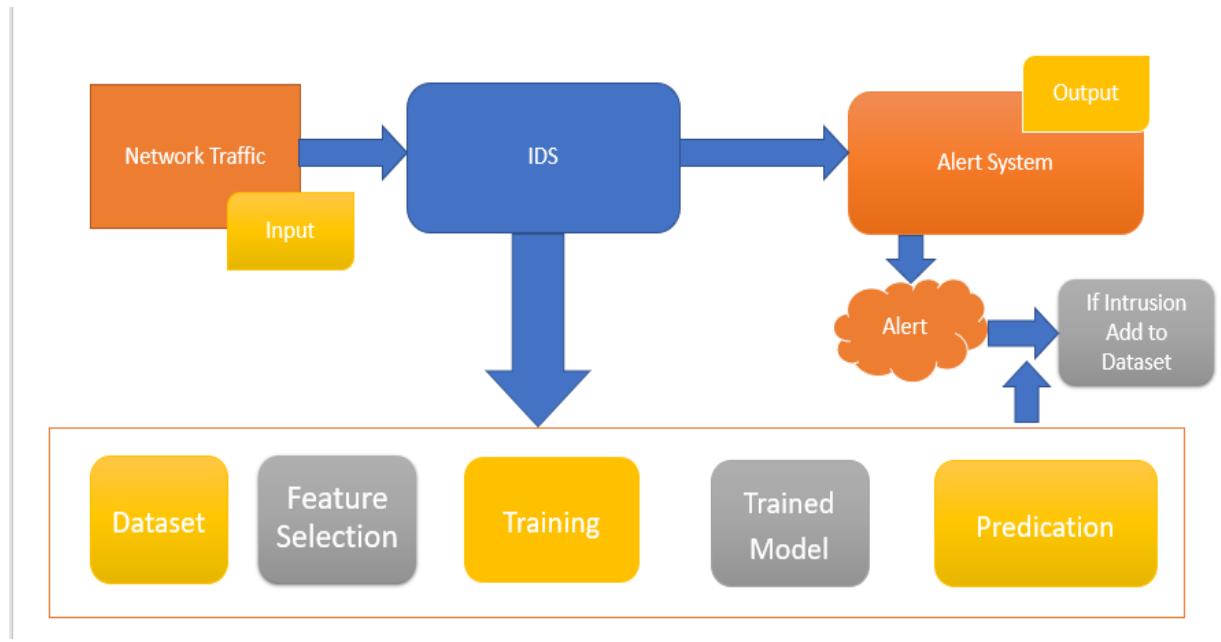 Output
Network Traffic
IDS
Alert System
Input
If Intrusion
Add to
Dataset
Alert
Dataset
Feature
Selection
Training
Trained
Model
Predication